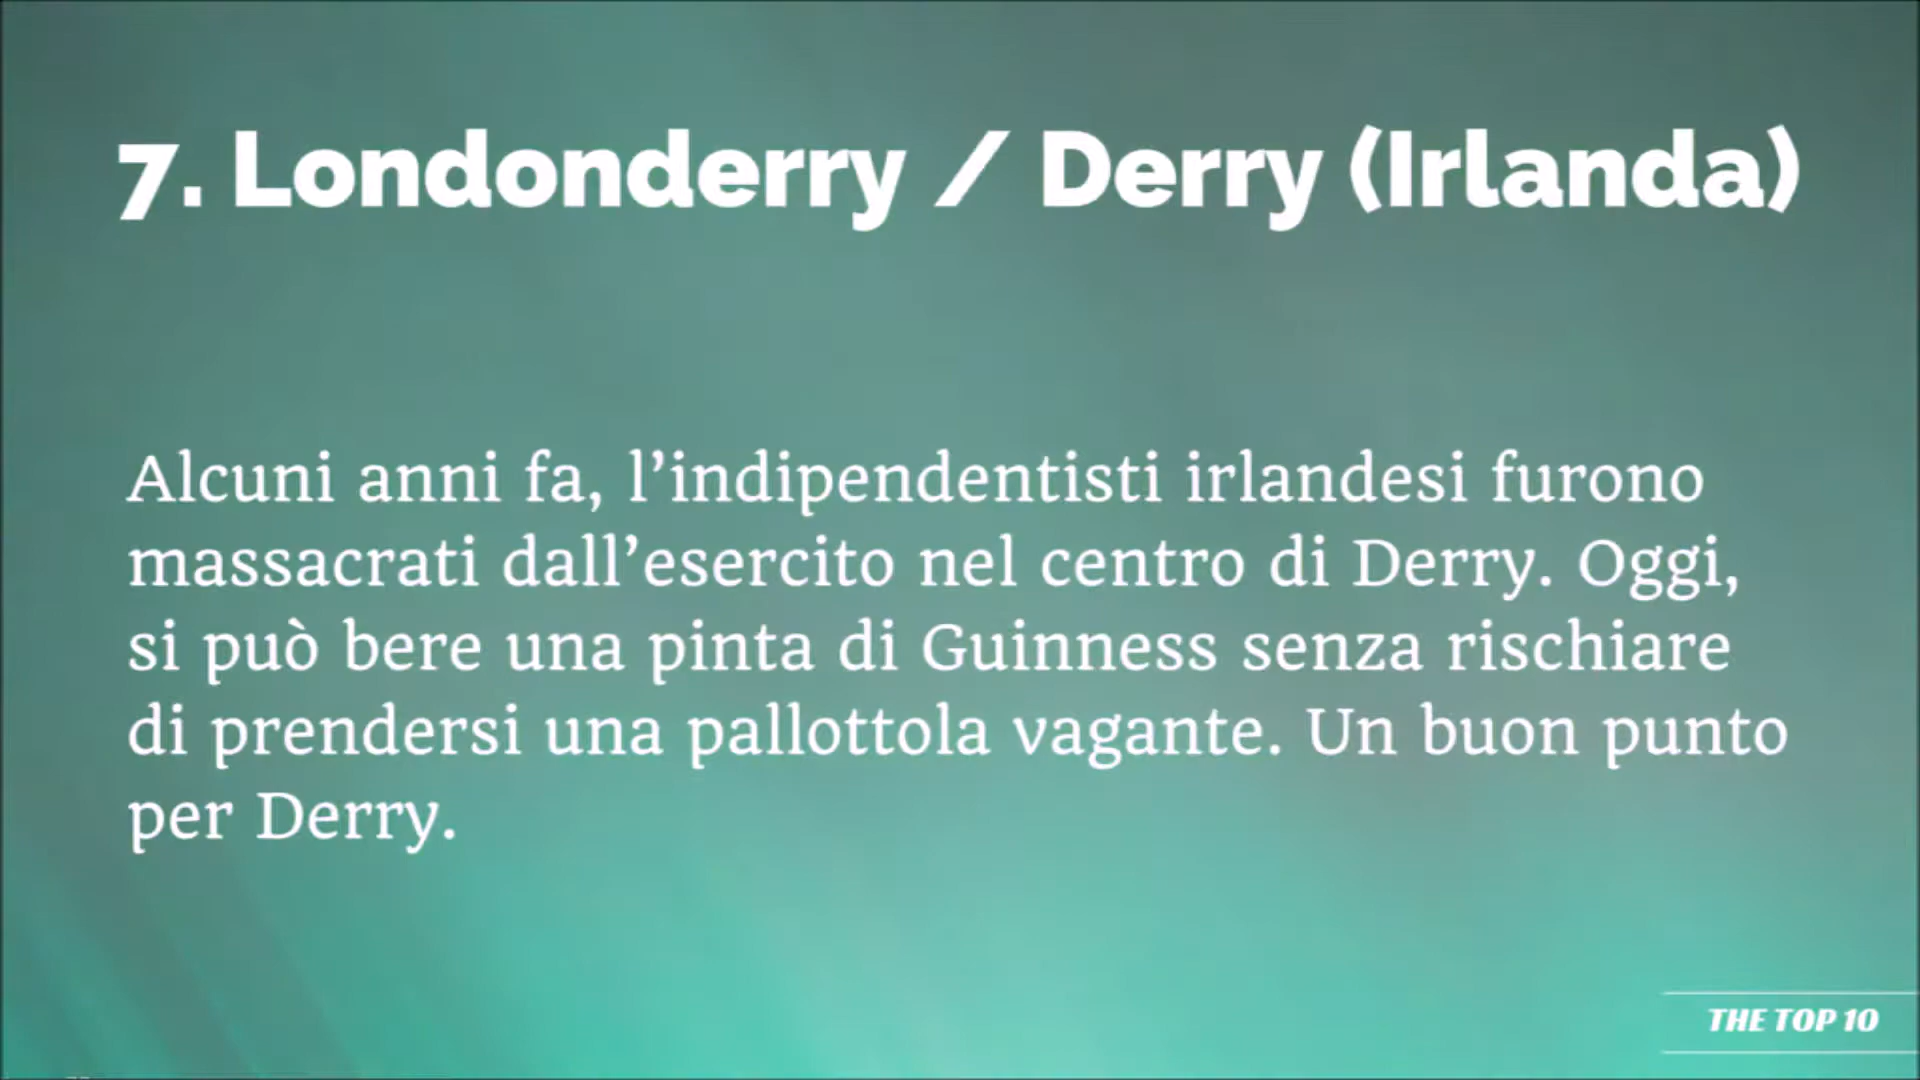 7. Londonderry / Derry (Irlanda)
Alcuni anni fa, l’indipendentisti irlandesi furono
massacrati dall’esercito nel centro di Derry. Oggi,
si può bere una pinta di Guinness senza rischiare
di prendersi una pallottola vagante. Un buon punto
per Derry.
THE TOP 10